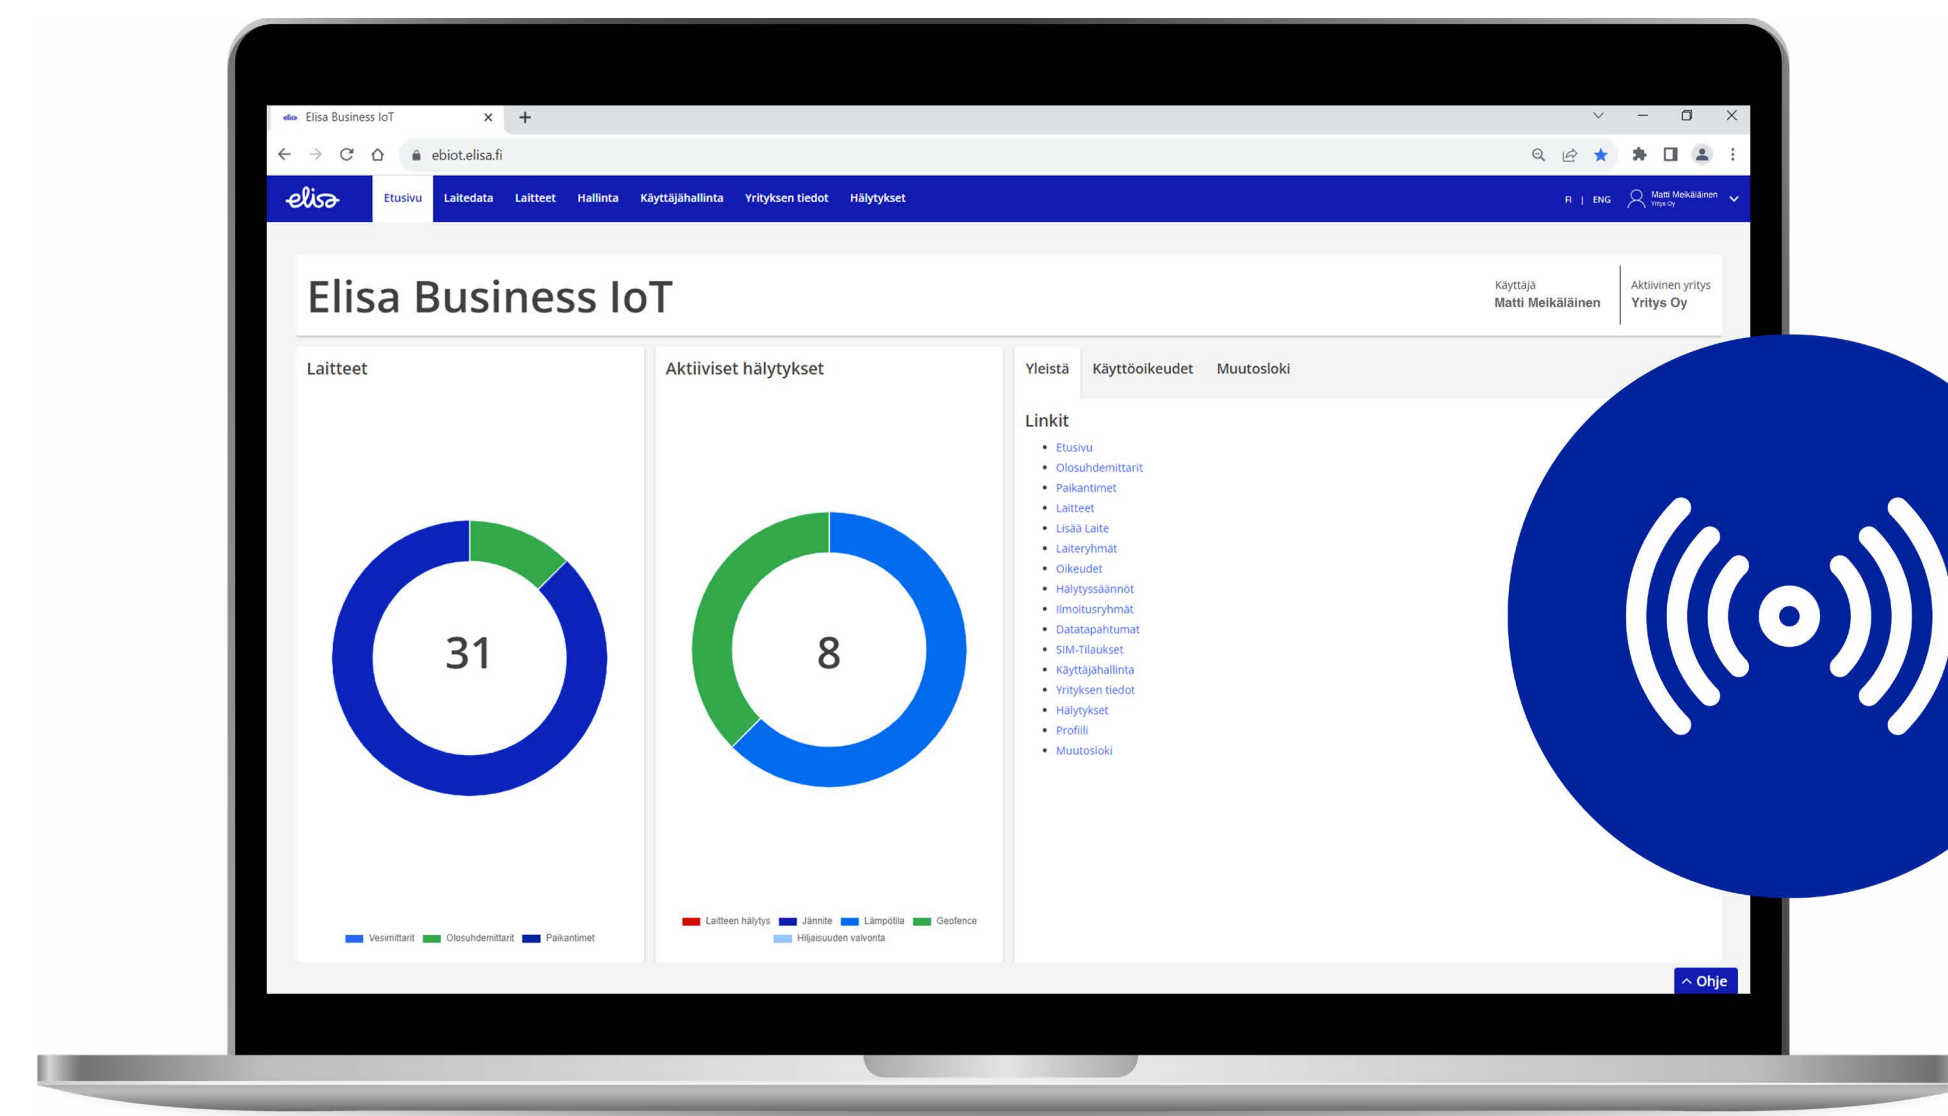 elisa Elisa Business IoT
ebiot.elisa.fi
elisa Etusivu Laitedata Laitteet Hallinta Käyttäjähallinta Yrityksen tiedot Hälytykset FI | ENG Matti Meikäläinen
Yritys Oy
Elisa Business IoT
Käyttäjä
Matti Meikäläinen
Aktiivinen yritys
Yritys Oy
Laitteet
31
Vesimittarit Olosuhdemittarit Paikantimet
Aktiiviset hälytykset
8
Laitteen hälytys Jännite Lämpötila Geofence
Hiljaisuuden valvonta
Yleistä Käyttöoikeudet Muutosloki
Linkit
Etusivu
Olosuhdemittarit
Paikantimet
Laitteet
Lisää Laite
Laiteryhmät
Oikeudet
Hälytyssäännöt
Ilmoitusryhmät
Datatapahtumat
SIM-Tilaukset
Käyttäjähallinta
Yrityksen tiedot
Hälytykset
Profiili
Muutosloki
Ohje